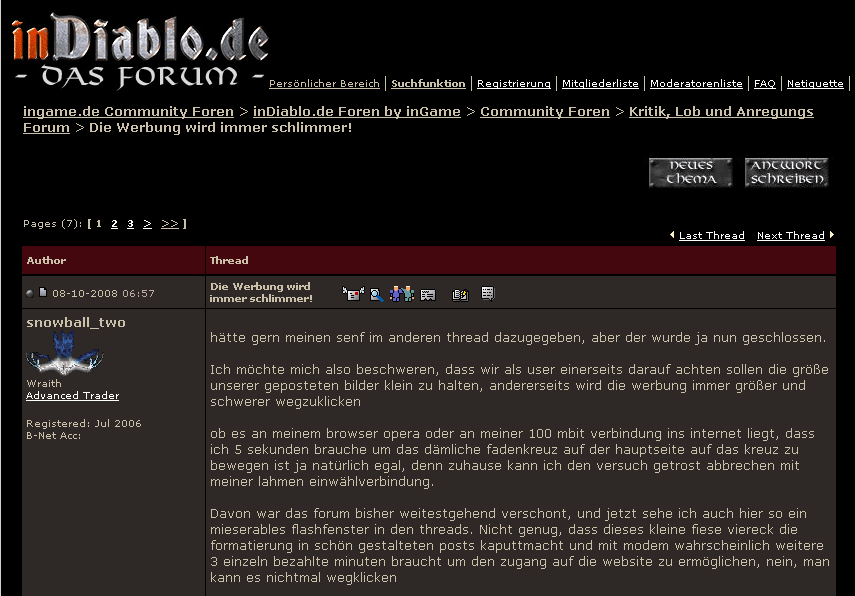 inDiablo.de
- DAS FORUM -
Persönlicher Bereich | Suchfunktion | Registrierung | Mitgliederliste | Moderatorenliste | FAQ | Netiquette |
ingame.de Community Foren > inDiablo.de Foren by inGame > Community Foren > Kritik, Lob und Anregungs
Forum > Die Werbung wird immer schlimmer!
NEUES THEMA
ANTWORT SCHREIBEN
Pages (7): [ 1 2 3 > >> ]
Last Thread Next Thread
Author Thread
08-10-2008 06:57
Die Werbung wird
immer schlimmer!
snowball_two
Wraith
Advanced Trader
Registered: Jul 2006
B-Net Acc:
hätte gern meinen senf im anderen thread dazugegeben, aber der wurde ja nun geschlossen.
Ich möchte mich also beschweren, dass wir als user einerseits darauf achten sollen die größe
unserer geposteten bilder klein zu halten, andererseits wird die werbung immer größer und
schwerer wegzuklicken
ob es an meinem browser opera oder an meiner 100 mbit verbindung ins internet liegt, dass
ich 5 sekunden brauche um das dämliche fadenkreuz auf der hauptseite auf das kreuz zu
bewegen ist ja natürlich egal, denn zuhause kann ich den versuch getrost abbrechen mit
meiner lahmen einwählverbindung.
Davon war das forum bisher weitestgehend verschont, und jetzt sehe ich auch hier so ein
mieserables flashfenster in den threads. Nicht genug, dass dieses kleine fiese viereck die
formatierung in schön gestalteten posts kaputtmacht und mit modem wahrscheinlich weitere
3 einzeln bezahlte minuten braucht um den zugang auf die website zu ermöglichen, nein, man
kann es nichtmal wegklicken